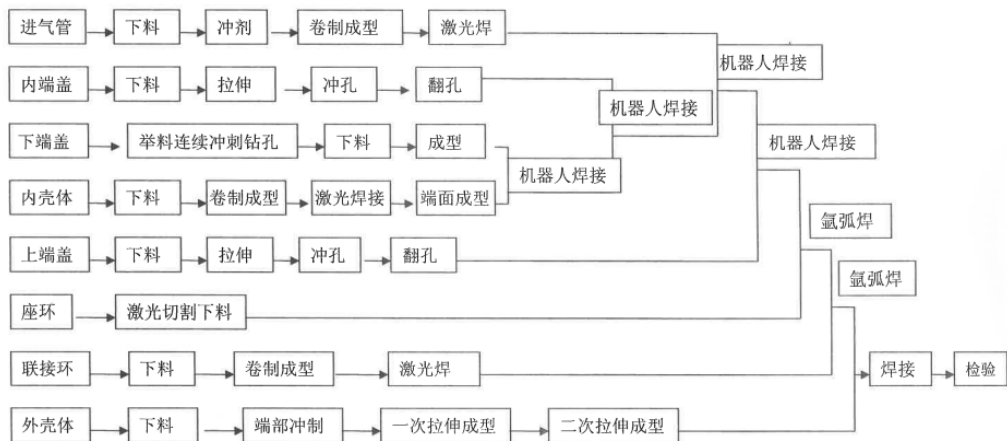 进气管 下料 冲剂 卷制成型 激光焊
机器人焊接
内端盖 下料 拉伸 冲孔 翻孔
机器人焊接
下端盖 举料连续冲刺钻孔 下料 成型
机器人焊接
机器人焊接
内壳体 下料 卷制成型 激光焊接 端面成型
氩弧焊
上端盖 下料 拉伸 冲孔 翻孔
氩弧焊
座环 激光切割下料
联接环 下料 卷制成型 激光焊 焊接 检验
外壳体 下料 端部冲制 一次拉伸成型 二次拉伸成型